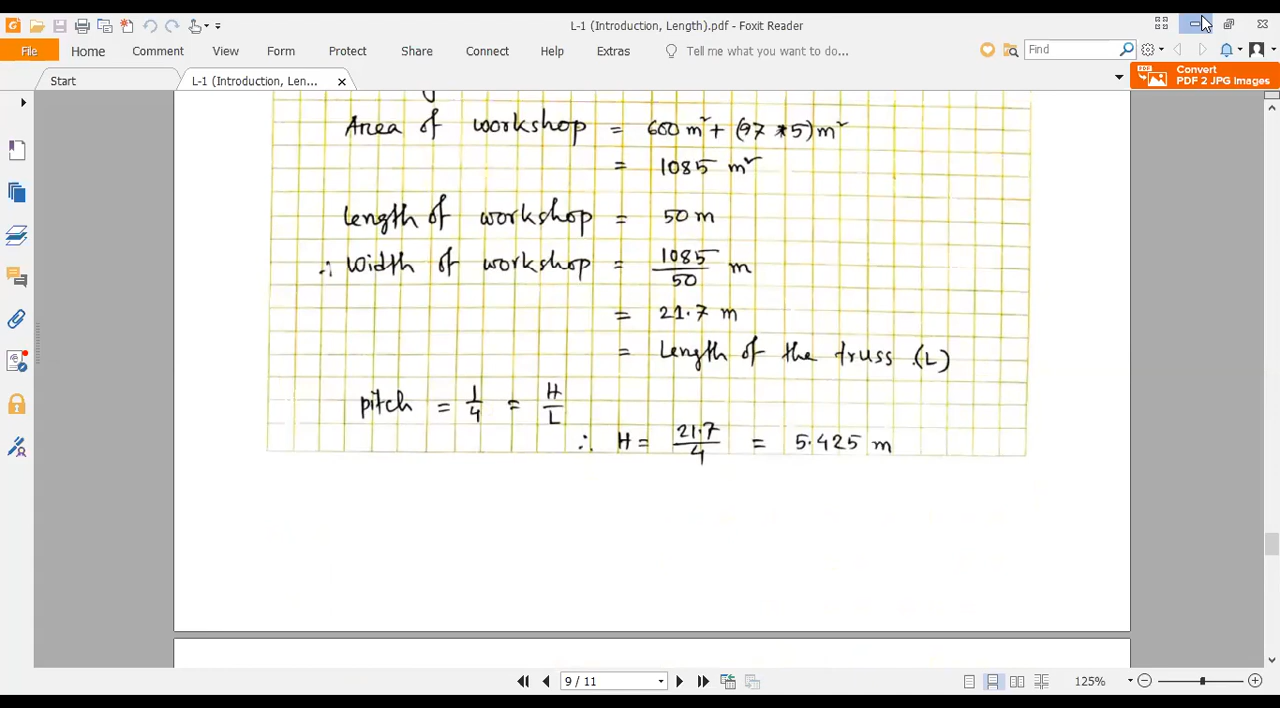 L-1 (Introduction, Length).pdf - Foxit Reader
File Home Comment View Form Protect Share Connect Help Extras Tell me what you want to do... Find
Start L-1 (Introduction, Len... Convert
PDF 2 JPG Images
Area of workshop = 600 m² + (97 * 5) m²
= 1085 m²
Length of workshop = 50 m
∴ Width of workshop = 1085/50 m
= 21.7 m
= Length of the truss (L)
pitch = 1/4 = H/L
∴ H = 21.7/4 = 5.425 m
9 / 11 125%